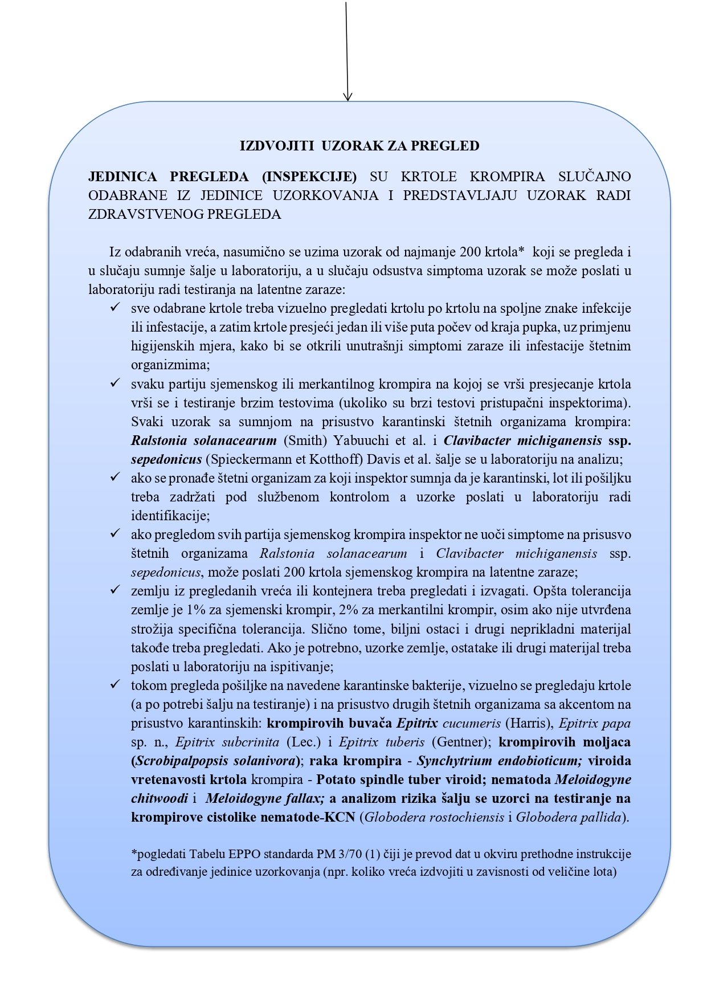 IZDVOJITI  UZORAK ZA PREGLED
JEDINICA PREGLEDA (INSPEKCIJE) SU KRTOLE KROMPIRA SLUČAJNO
ODABRANE IZ JEDINICE UZORKOVANJA I PREDSTAVLJAJU UZORAK RADI
ZDRAVSTVENOG PREGLEDA
Iz odabranih vreća, nasumično se uzima uzorak od najmanje 200 krtola*  koji se pregleda i
u slučaju sumnje šalje u laboratoriju, a u slučaju odsustva simptoma uzorak se može poslati u
laboratoriju radi testiranja na latentne zaraze:
✓ sve odabrane krtole treba vizuelno pregledati krtolu po krtolu na spoljne znake infekcije
ili infestacije, a zatim krtole presjeći jedan ili više puta počev od kraja pupka, uz primjenu
higijenskih mjera, kako bi se otkrili unutrašnji simptomi zaraze ili infestacije štetnim
organizmima;
✓ svaku partiju sjemenskog ili merkantilnog krompira na kojoj se vrši presjecanje krtola
vrši se i testiranje brzim testovima (ukoliko su brzi testovi pristupačni inspektorima).
Svaki uzorak sa sumnjom na prisustvo karantinski štetnih organizama krompira:
Ralstonia solanacearum (Smith) Yabuuchi et al. i Clavibacter michiganensis ssp.
sepedonicus (Spieckermann et Kotthoff) Davis et al. šalje se u laboratoriju na analizu;
✓ ako se pronađe štetni organizam za koji inspektor sumnja da je karantinski, lot ili pošiljku
treba zadržati pod službenom kontrolom a uzorke poslati u laboratoriju radi
identifikacije;
✓ ako pregledom svih partija sjemenskog krompira inspektor ne uoči simptome na prisusvo
štetnih organizama Ralstonia solanacearum i Clavibacter michiganensis ssp.
sepedonicus, može poslati 200 krtola sjemenskog krompira na latentne zaraze;
✓ zemlju iz pregledanih vreća ili kontejnera treba pregledati i izvagati. Opšta tolerancija
zemlje je 1% za sjemenski krompir, 2% za merkantilni krompir, osim ako nije utvrđena
strožija specifična tolerancija. Slično tome, biljni ostaci i drugi neprikladni materijal
takođe treba pregledati. Ako je potrebno, uzorke zemlje, ostatake ili drugi materijal treba
poslati u laboratoriju na ispitivanje;
✓ tokom pregleda pošiljke na navedene karantinske bakterije, vizuelno se pregledaju krtole
(a po potrebi šalju na testiranje) i na prisustvo drugih štetnih organizama sa akcentom na
prisustvo karantinskih: krompirovih buvača Epitrix cucumeris (Harris), Epitrix papa
sp. n., Epitrix subcrinita (Lec.) i Epitrix tuberis (Gentner); krompirovih moljaca
(Scrobipalpopsis solanivora); raka krompira - Synchytrium endobioticum; viroida
vretenavosti krtola krompira - Potato spindle tuber viroid; nematoda Meloidogyne
chitwoodi i  Meloidogyne fallax; a analizom rizika šalju se uzorci na testiranje na
krompirove cistolike nematode-KCN (Globodera rostochiensis i Globodera pallida).
*pogledati Tabelu EPPO standarda PM 3/70 (1) čiji je prevod dat u okviru prethodne instrukcije
za određivanje jedinice uzorkovanja (npr. koliko vreća izdvojiti u zavisnosti od veličine lota)